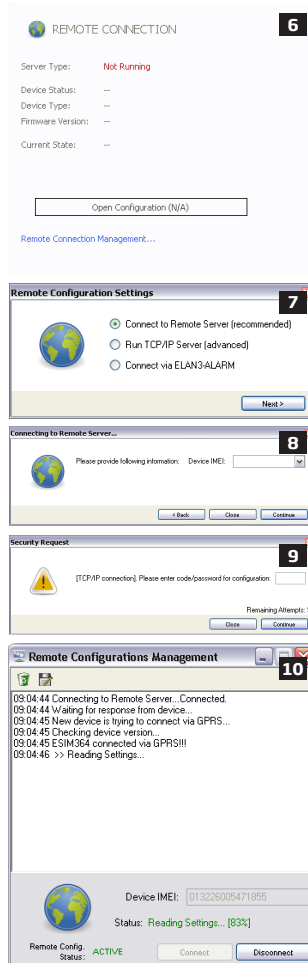 REMOTE CONNECTION
6
Server Type: Not Running
Device Status: --
Device Type: --
Firmware Version: --
Current State: --
Open Configuration (N/A)
Remote Connection Management...
Remote Configuration Settings
7
Connect to Remote Server (recommended)
Run TCP/IP Server (advanced)
Connect via ELAN3-ALARM
Next >
Connecting to Remote Server...
8
Please provide following information: Device IMEI:
< Back Close Continue
Security Request
9
[TCP/IP connection]. Please enter code/password for configuration:
Remaining Attempts:
Close Continue
Remote Configurations Management
10
09:04:44 Connecting to Remote Server...Connected.
09:04:44 Waiting for response from device...
09:04:45 New device is trying to connect via GPRS...
09:04:45 Checking device version...
09:04:45 ESIM364 connected via GPRS!!!
09:04:46 >> Reading Settings...
Device IMEI: 013226005471855
Status: Reading Settings... [83%]
Remote Config. Status: ACTIVE Connect Disconnect